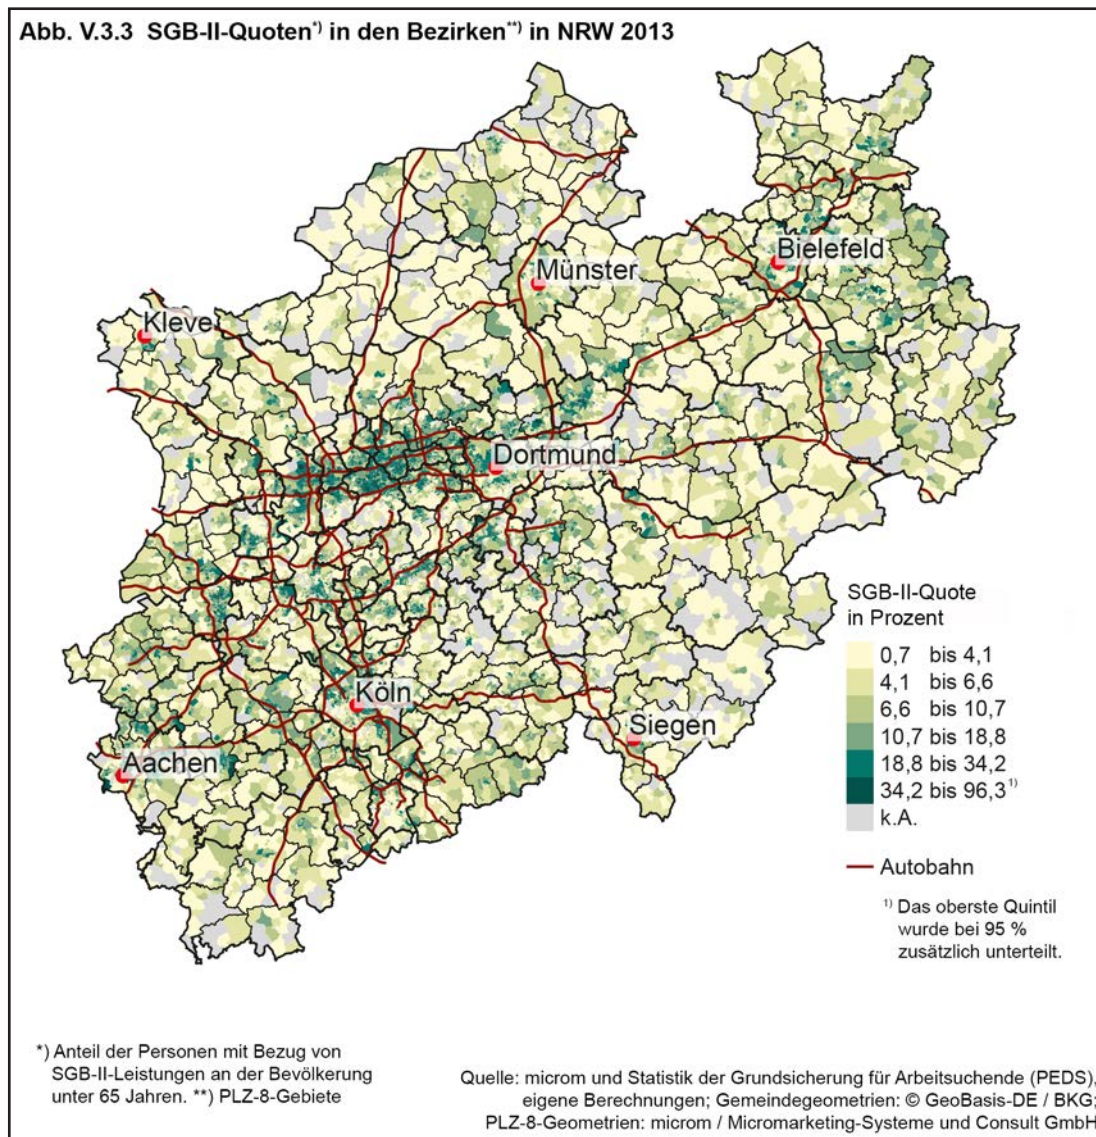 Abb. V.3.3 SGB-II-Quoten*) in den Bezirken**) in NRW 2013
Bielefeld
Münster
Kleve
Dortmund
Köln
Siegen
Aachen
SGB-II-Quote
in Prozent
0,7 bis 4,1
4,1 bis 6,6
6,6 bis 10,7
10,7 bis 18,8
18,8 bis 34,2
34,2 bis 96,3¹⁾
k.A.
Autobahn
¹⁾ Das oberste Quintil
wurde bei 95 %
zusätzlich unterteilt.
*) Anteil der Personen mit Bezug von
SGB-II-Leistungen an der Bevölkerung
unter 65 Jahren. **) PLZ-8-Gebiete
Quelle: microm und Statistik der Grundsicherung für Arbeitsuchende (PEDS),
eigene Berechnungen; Gemeindegeometrien: © GeoBasis-DE / BKG;
PLZ-8-Geometrien: microm / Micromarketing-Systeme und Consult GmbH